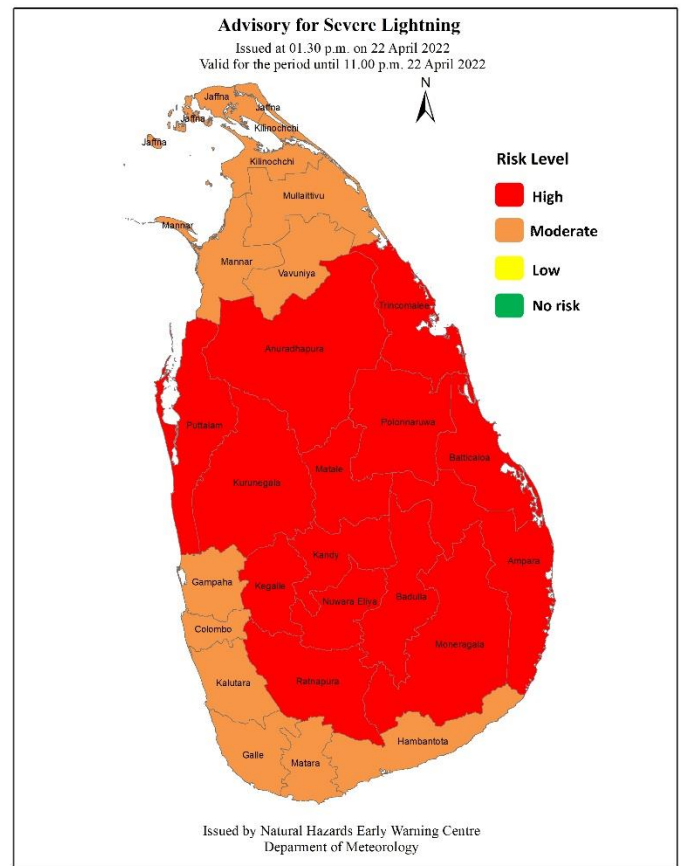 Advisory for Severe Lightning
Issued at 01.30 p.m. on 22 April 2022
Valid for the period until 11.00 p.m. 22 April 2022
N
Jaffna
Jaffna
Jaffna
Kilinochchi
Jaffna
Kilinochchi
Mullaittivu
Mannar
Mannar
Vavuniya
Risk Level
High
Moderate
Low
No risk
Trincomalee
Anuradhapura
Puttalam
Polonnaruwa
Batticaloa
Matale
Kurunegala
Kandy
Ampara
Gampaha
Kegalle
Nuwara Eliya
Badulla
Colombo
Moneragala
Kalutara
Ratnapura
Hambantota
Galle
Matara
Issued by Natural Hazards Early Warning Centre
Deparment of Meteorology